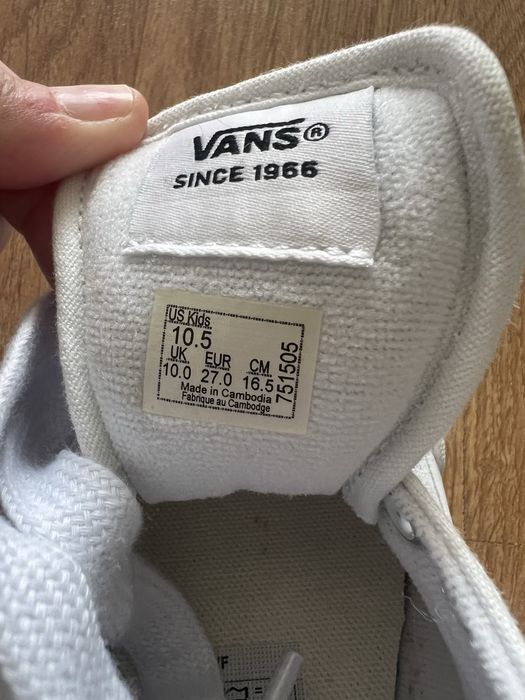 VANS®
SINCE 1966
US Kids
10.5
UK EUR CM
10.0 27.0 16.5
Made in Cambodia
Fabrique au Cambodge
751505